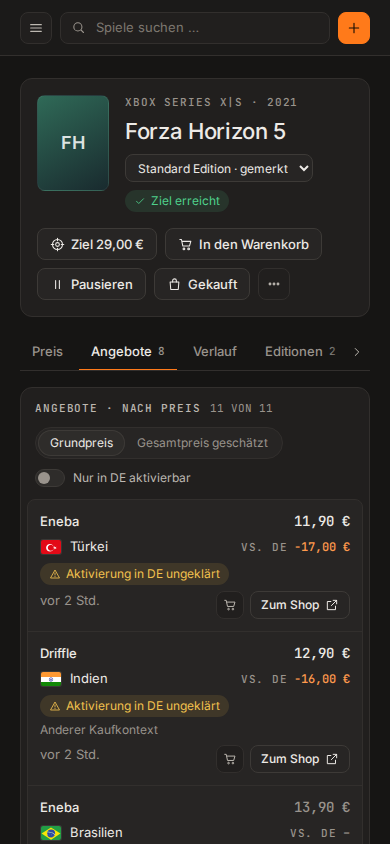 Spiele suchen ...
XBOX SERIES X|S · 2021
FH
Forza Horizon 5
Standard Edition · gemerkt
Ziel erreicht
Ziel 29,00 €
In den Warenkorb
Pausieren
Gekauft
Preis
Angebote 8
Verlauf
Editionen 2
ANGEBOTE · NACH PREIS 11 VON 11
Grundpreis
Gesamtpreis geschätzt
Nur in DE aktivierbar
Eneba
11,90 €
Türkei
VS. DE -17,00 €
Aktivierung in DE ungeklärt
vor 2 Std.
Zum Shop
Driffle
12,90 €
Indien
VS. DE -16,00 €
Aktivierung in DE ungeklärt
Anderer Kaufkontext
vor 2 Std.
Zum Shop
Eneba
13,90 €
Brasilien
VS. DE –